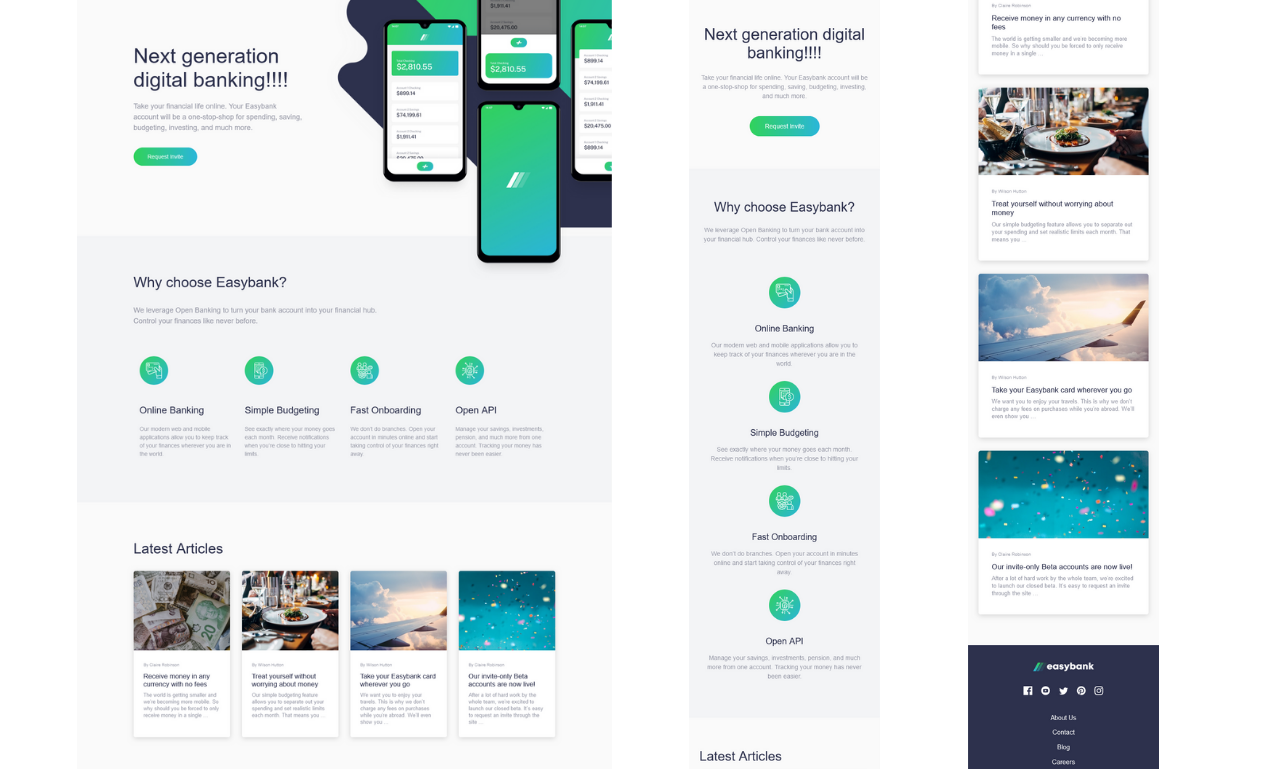 Next generation
digital banking!!!!
Take your financial life online. Your Easybank
account will be a one-stop-shop for spending, saving,
budgeting, investing, and much more.
Request Invite
$2,810.55
$899.14
$74,199.61
$1,911.41
$20,475.00
$1,911.41
$20,475.00
$2,810.55
$899.14
$74,199.61
$1,911.41
$20,475.00
$899.14
Why choose Easybank?
We leverage Open Banking to turn your bank account into your financial hub.
Control your finances like never before.
Online Banking
Our modern web and mobile
applications allow you to keep track
of your finances wherever you are in
the world.
Simple Budgeting
See exactly where your money goes
each month. Receive notifications
when you're close to hitting your
limits.
Fast Onboarding
We don't do branches. Open your
account in minutes online and start
taking control of your finances right
away.
Open API
Manage your savings, investments,
pension, and much more from one
account. Tracking your money has
never been easier.
Latest Articles
By Claire Robinson
Receive money in any
currency with no fees
The world is getting smaller and
we're becoming more mobile. So
why should you be forced to only
receive money in a single …
By Wilson Hutton
Treat yourself without
worrying about money
Our simple budgeting feature
allows you to separate out your
spending and set realistic limits
each month. That means you …
By Wilson Hutton
Take your Easybank card
wherever you go
We want you to enjoy your
travels. This is why we don't
charge any fees on purchases
while you're abroad. We'll even
show you …
By Claire Robinson
Our invite-only Beta
accounts are now live!
After a lot of hard work by the
whole team, we're excited to
launch our closed beta. It's easy
to request an invite through the
site ...
Next generation digital
banking!!!!
Take your financial life online. Your Easybank account will be
a one-stop-shop for spending, saving, budgeting, investing,
and much more.
Request Invite
Why choose Easybank?
We leverage Open Banking to turn your bank account into
your financial hub. Control your finances like never before.
Online Banking
Our modern web and mobile applications allow you to
keep track of your finances wherever you are in the
world.
Simple Budgeting
See exactly where your money goes each month.
Receive notifications when you're close to hitting your
limits.
Fast Onboarding
We don't do branches. Open your account in minutes
online and start taking control of your finances right
away.
Open API
Manage your savings, investments, pension, and much
more from one account. Tracking your money has never
been easier.
Latest Articles
By Claire Robinson
Receive money in any currency with no
fees
The world is getting smaller and we're becoming more
mobile. So why should you be forced to only receive
money in a single …
By Wilson Hutton
Treat yourself without worrying about
money
Our simple budgeting feature allows you to separate out
your spending and set realistic limits each month. That
means you …
By Wilson Hutton
Take your Easybank card wherever you go
We want you to enjoy your travels. This is why we don't
charge any fees on purchases while you're abroad. We'll
even show you …
By Claire Robinson
Our invite-only Beta accounts are now live!
After a lot of hard work by the whole team, we're excited
to launch our closed beta. It's easy to request an invite
through the site ...
easybank
About Us
Contact
Blog
Careers